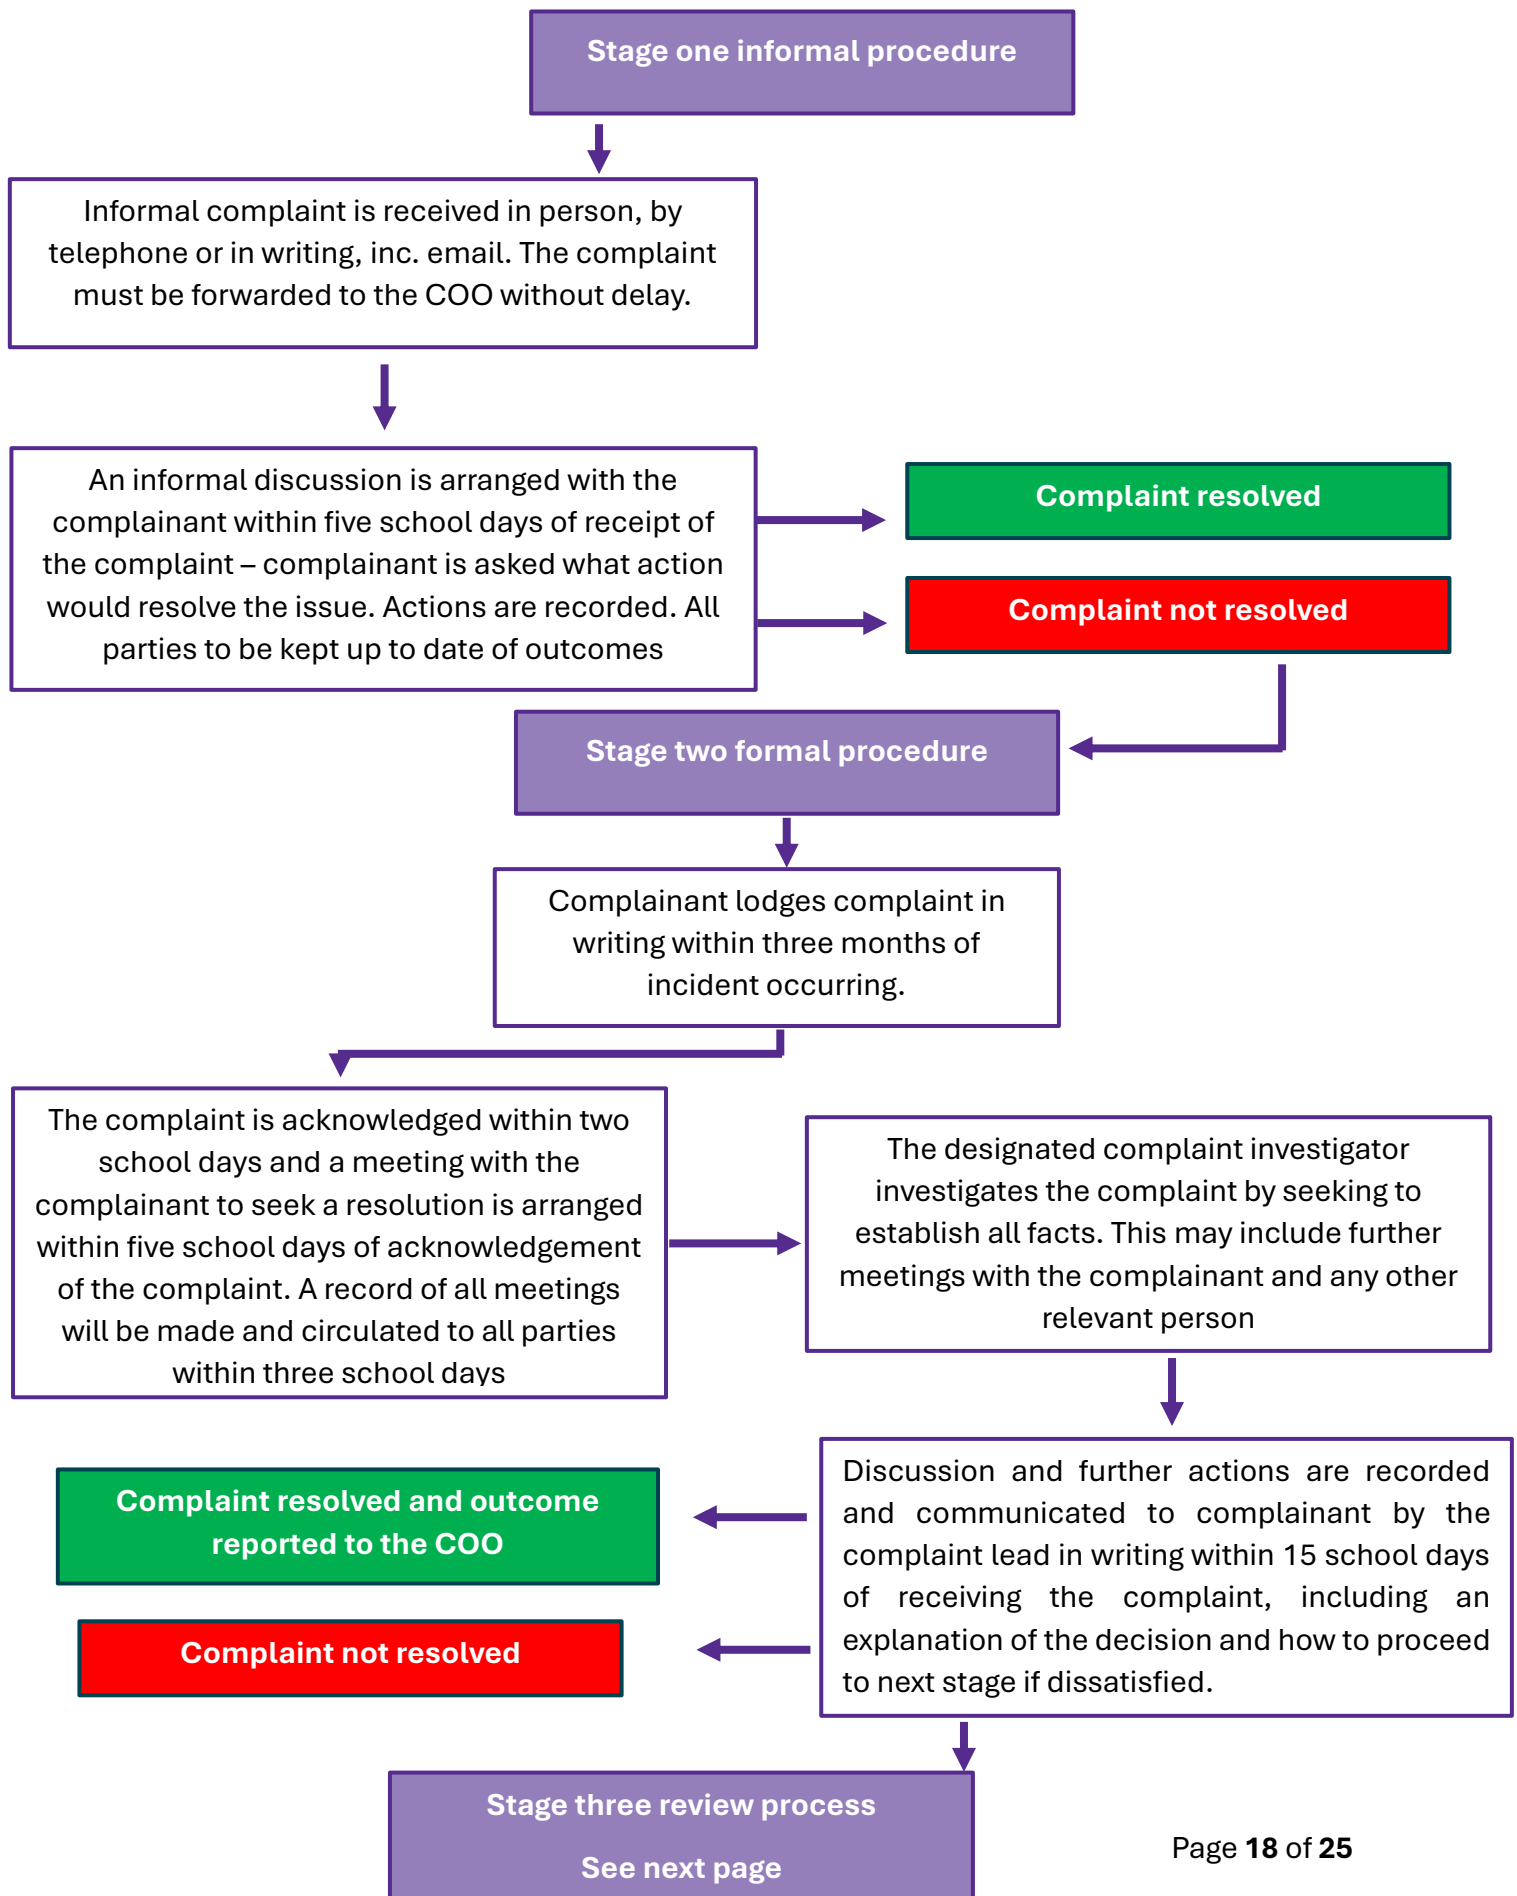 Stage one informal procedure
Informal complaint is received in person, by
telephone or in writing, inc. email. The complaint
must be forwarded to the COO without delay.
An informal discussion is arranged with the
complainant within five school days of receipt of
the complaint – complainant is asked what action
would resolve the issue. Actions are recorded. All
parties to be kept up to date of outcomes
Complaint resolved
Complaint not resolved
Stage two formal procedure
Complainant lodges complaint in
writing within three months of
incident occurring.
The complaint is acknowledged within two
school days and a meeting with the
complainant to seek a resolution is arranged
within five school days of acknowledgement
of the complaint. A record of all meetings
will be made and circulated to all parties
within three school days
The designated complaint investigator
investigates the complaint by seeking to
establish all facts. This may include further
meetings with the complainant and any other
relevant person
Discussion and further actions are recorded
and communicated to complainant by the
complaint lead in writing within 15 school days
of receiving the complaint, including an
explanation of the decision and how to proceed
to next stage if dissatisfied.
Complaint resolved and outcome
reported to the COO
Complaint not resolved
Stage three review process
See next page
Page 18 of 25